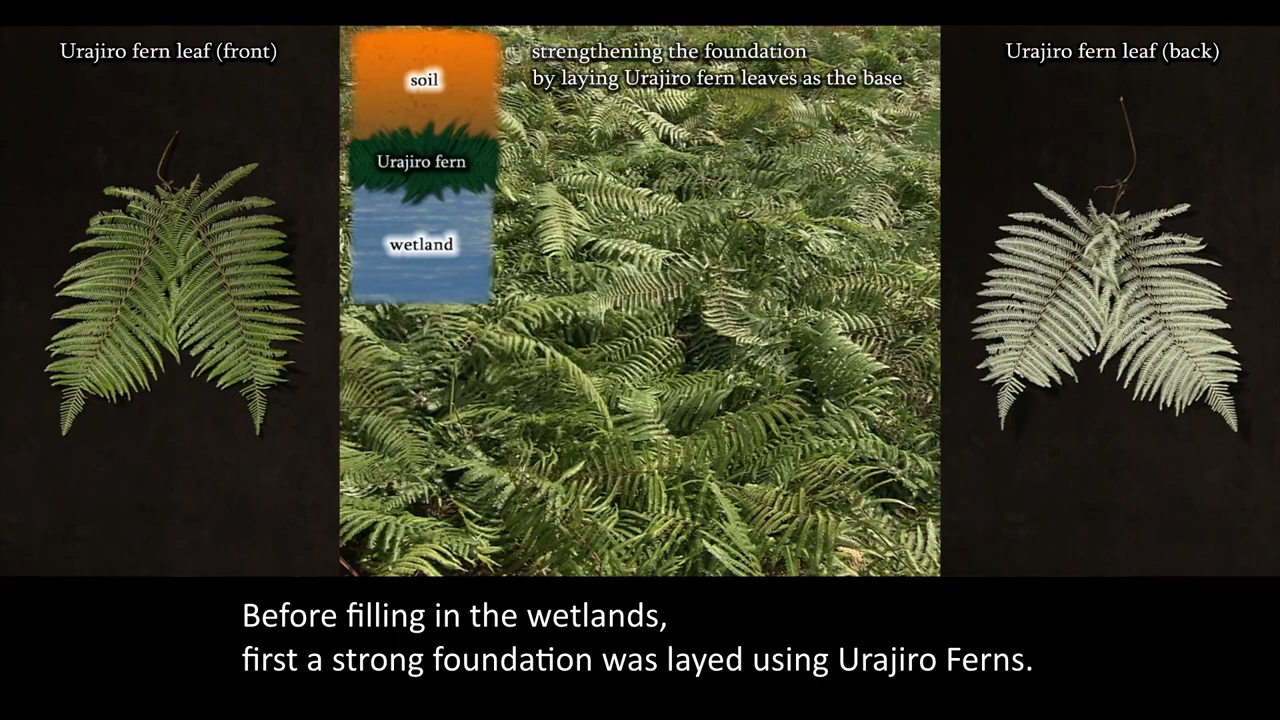 Urajiro fern leaf (front)
soil
Urajiro fern
wetland
strengthening the foundation
by laying Urajiro fern leaves as the base
Urajiro fern leaf (back)
Before filling in the wetlands,
first a strong foundation was layed using Urajiro Ferns.